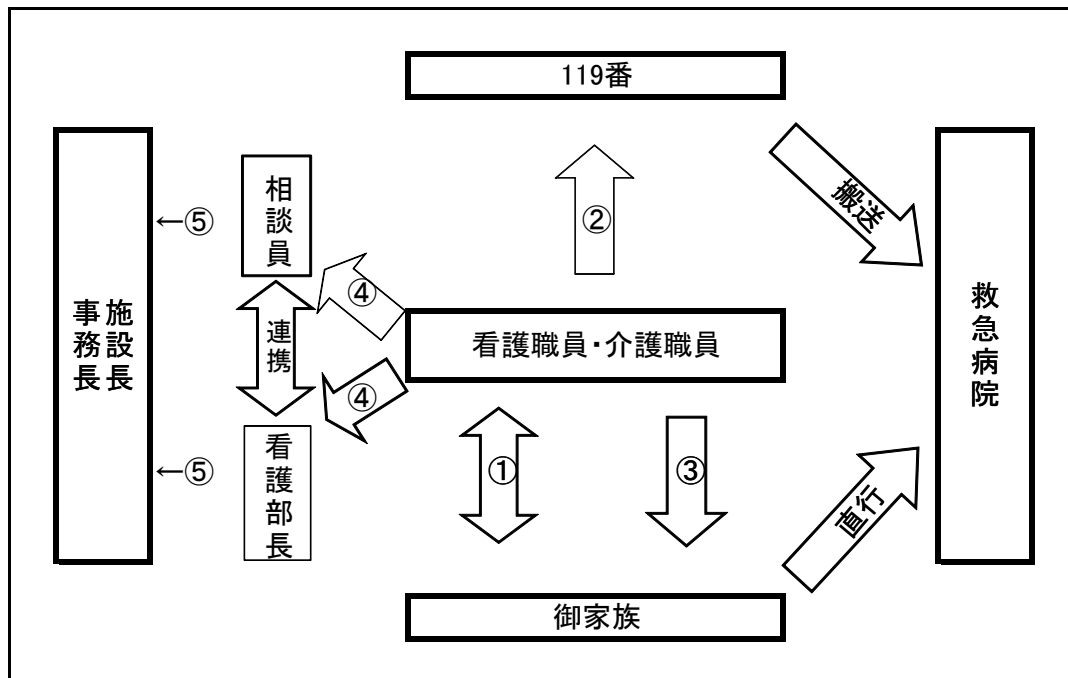 119番
搬送
②
相談員
←⑤
④
看護職員・介護職員
施設長
事務長
連携
救急病院
④
①
③
←⑤
看護部長
直行
御家族